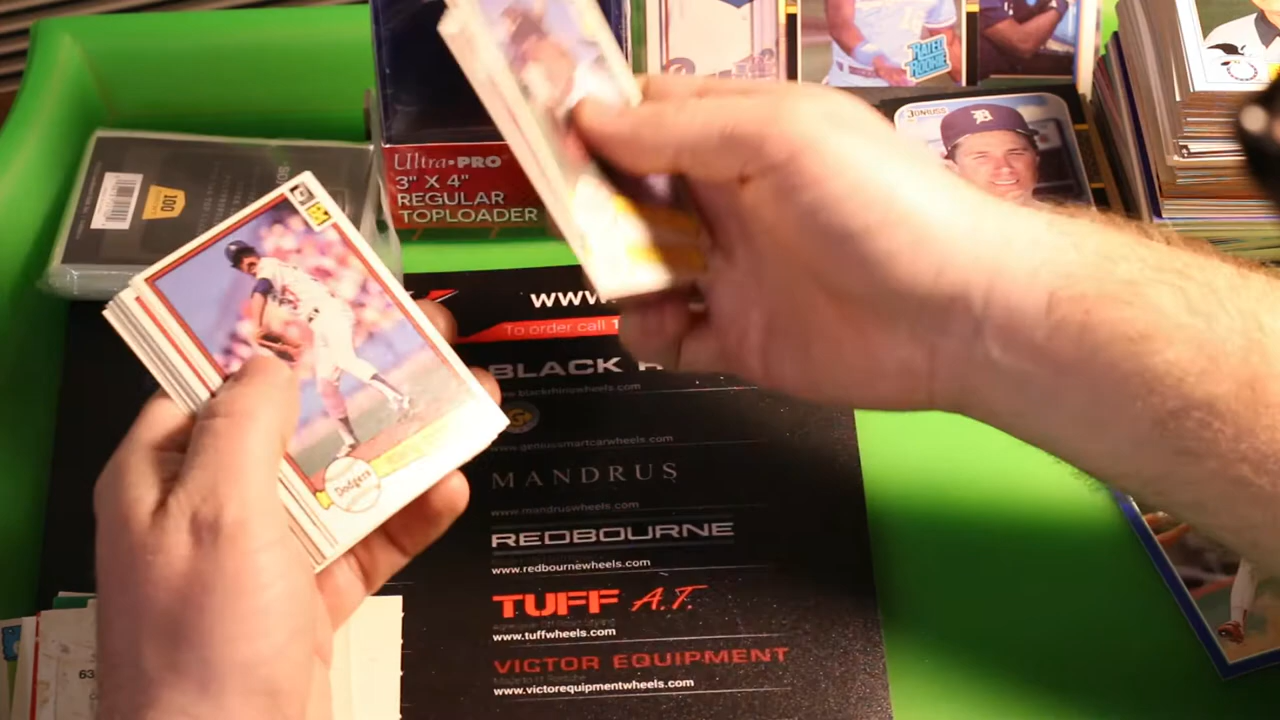 RATED
ROOKIE
Ultra•PRO
3" X 4"
REGULAR
TOPLOADER
100
Dodgers
WWW
To order call 1
BLACK
www.blackrhinowheels.com
www.geniussmartcarwheels.com
MANDRUS
www.mandruswheels.com
REDBOURNE
www.redbournewheels.com
TUFF A.T.
www.tuffwheels.com
VICTOR EQUIPMENT
www.victorequipmentwheels.com
63